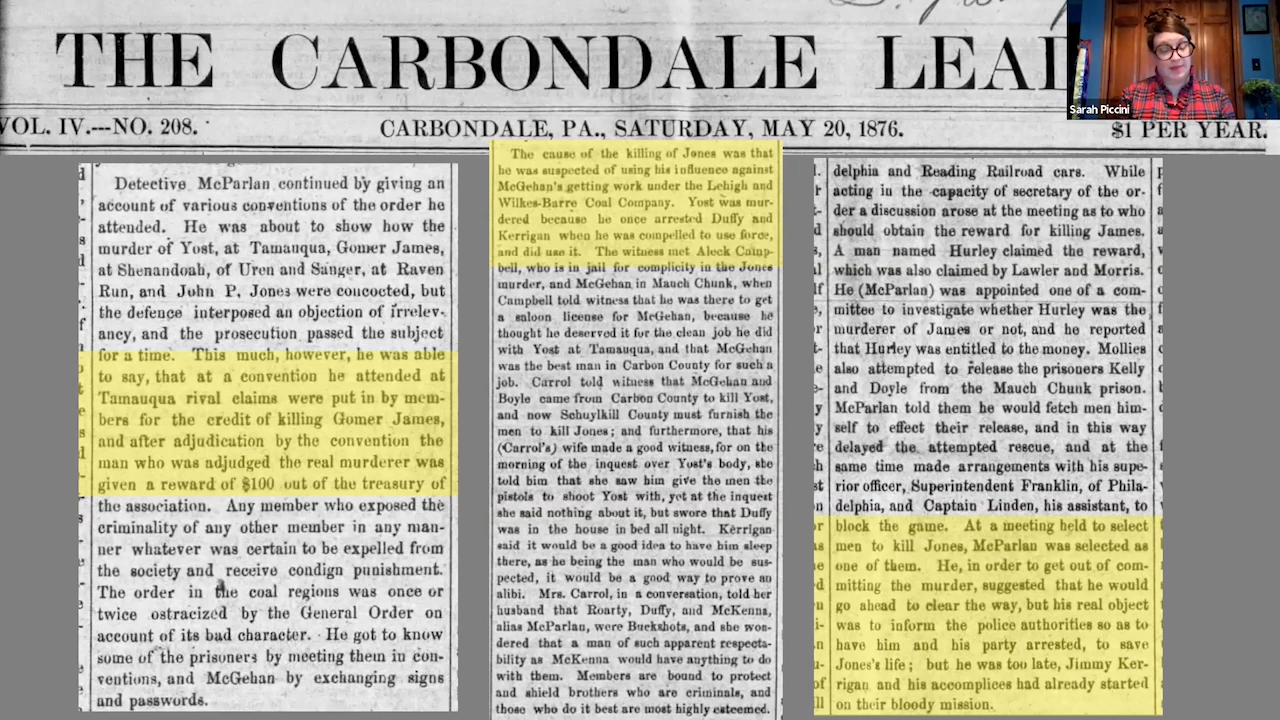 THE CARBONDALE LEAD
Sarah Piccini
VOL. IV.---NO. 208.
CARBONDALE, PA., SATURDAY, MAY 20, 1876.
$1 PER YEAR.
Detective McParlan continued by giving an
account of various conventions of the order he
attended. He was about to show how the
murder of Yost, at Tamauqua, Gomer James,
at Shenandoah, of Uren and Sanger, at Raven
Run, and John P. Jones were concocted, but
the defence interposed an objection of irrelev-
ancy, and the prosecution passed the subject
for a time. This much, however, he was able
to say, that at a convention he attended at
Tamauqua rival claims were put in by mem-
bers for the credit of killing Gomer James,
and after adjudication by the convention the
man who was adjudged the real murderer was
given a reward of $100 out of the treasury of
the association. Any member who exposed the
criminality of any other member in any man-
ner whatever was certain to be expelled from
the society and receive condign punishment.
The order in the coal regions was once or
twice ostracized by the General Order on
account of its bad character. He got to know
some of the prisoners by meeting them in con-
ventions, and McGehan by exchanging signs
and passwords.
The cause of the killing of Jones was that
he was suspected of using his influence against
McGehan's getting work under the Lehigh and
Wilkes-Barre Coal Company. Yost was mur-
dered because he once arrested Duffy and
Kerrigan when he was compelled to use force,
and did use it. The witness met Aleck Camp-
bell, who is in jail for complicity in the Jones
murder, and McGehan in Mauch Chunk, when
Campbell told witness that he was there to get
a saloon license for McGehan, because he
thought he deserved it for the clean job he did
with Yost at Tamauqua, and that McGehan
was the best man in Carbon County for such a
job. Carrol told witness that McGehan and
Boyle came from Carbon County to kill Yost,
and now Schuylkill County must furnish the
men to kill Jones; and furthermore, that his
(Carrol's) wife made a good witness, for on the
morning of the inquest over Yost's body, she
told him that she saw him give the men the
pistols to shoot Yost with, yet at the inquest
she said nothing about it, but swore that Duffy
was in the house in bed all night. Kerrigan
said it would be a good idea to have him sleep
there, as he being the man who would be sus-
pected, it would be a good way to prove an
alibi. Mrs. Carrol, in a conversation, told her
husband that Roarty, Duffy, and McKenna,
alias McParlan, were Buckshots, and she won-
dered that a man of such apparent respecta-
bility as McKenna would have anything to do
with them. Members are bound to protect
and shield brothers who are criminals, and
those who do it best are most highly esteemed.
delphia and Reading Railroad cars. While
acting in the capacity of secretary of the or-
der a discussion arose at the meeting as to who
should obtain the reward for killing James.
A man named Hurley claimed the reward,
which was also claimed by Lawler and Morris.
He (McParlan) was appointed one of a com-
mittee to investigate whether Hurley was the
murderer of James or not, and he reported
that Hurley was entitled to the money. Mollies
also attempted to release the prisoners Kelly
and Doyle from the Mauch Chunk prison.
McParlan told them he would fetch men him-
self to effect their release, and in this way
delayed the attempted rescue, and at the
same time made arrangements with his supe-
rior officer, Superintendent Franklin, of Phila-
delphia, and Captain Linden, his assistant, to
block the game. At a meeting held to select
men to kill Jones, McParlan was selected as
one of them. He, in order to get out of com-
mitting the murder, suggested that he would
go ahead to clear the way, but his real object
was to inform the police authorities so as to
have him and his party arrested, to save
Jones's life; but he was too late, Jimmy Ker-
rigan and his accomplices had already started
on their bloody mission.